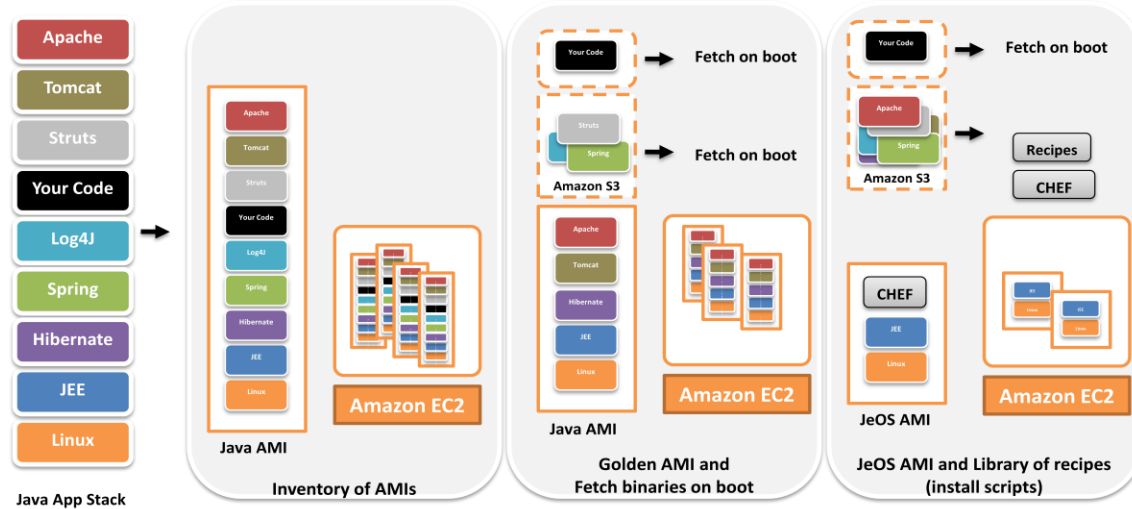 Apache
Tomcat
Struts
Your Code
Log4J
Spring
Hibernate
JEE
Linux
Java App Stack
Apache
Tomcat
Struts
Your Code
Log4J
Spring
Hibernate
JEE
Linux
Java AMI
Amazon EC2
Inventory of AMIs
Your Code
Fetch on boot
Struts
Spring
Amazon S3
Fetch on boot
Apache
Tomcat
Hibernate
JEE
Linux
Java AMI
Amazon EC2
Golden AMI and
Fetch binaries on boot
Your Code
Fetch on boot
Apache
Spring
Amazon S3
Recipes
CHEF
CHEF
JEE
Linux
JeOS AMI
JEE
Linux
JEE
Linux
Amazon EC2
JeOS AMI and Library of recipes
(install scripts)